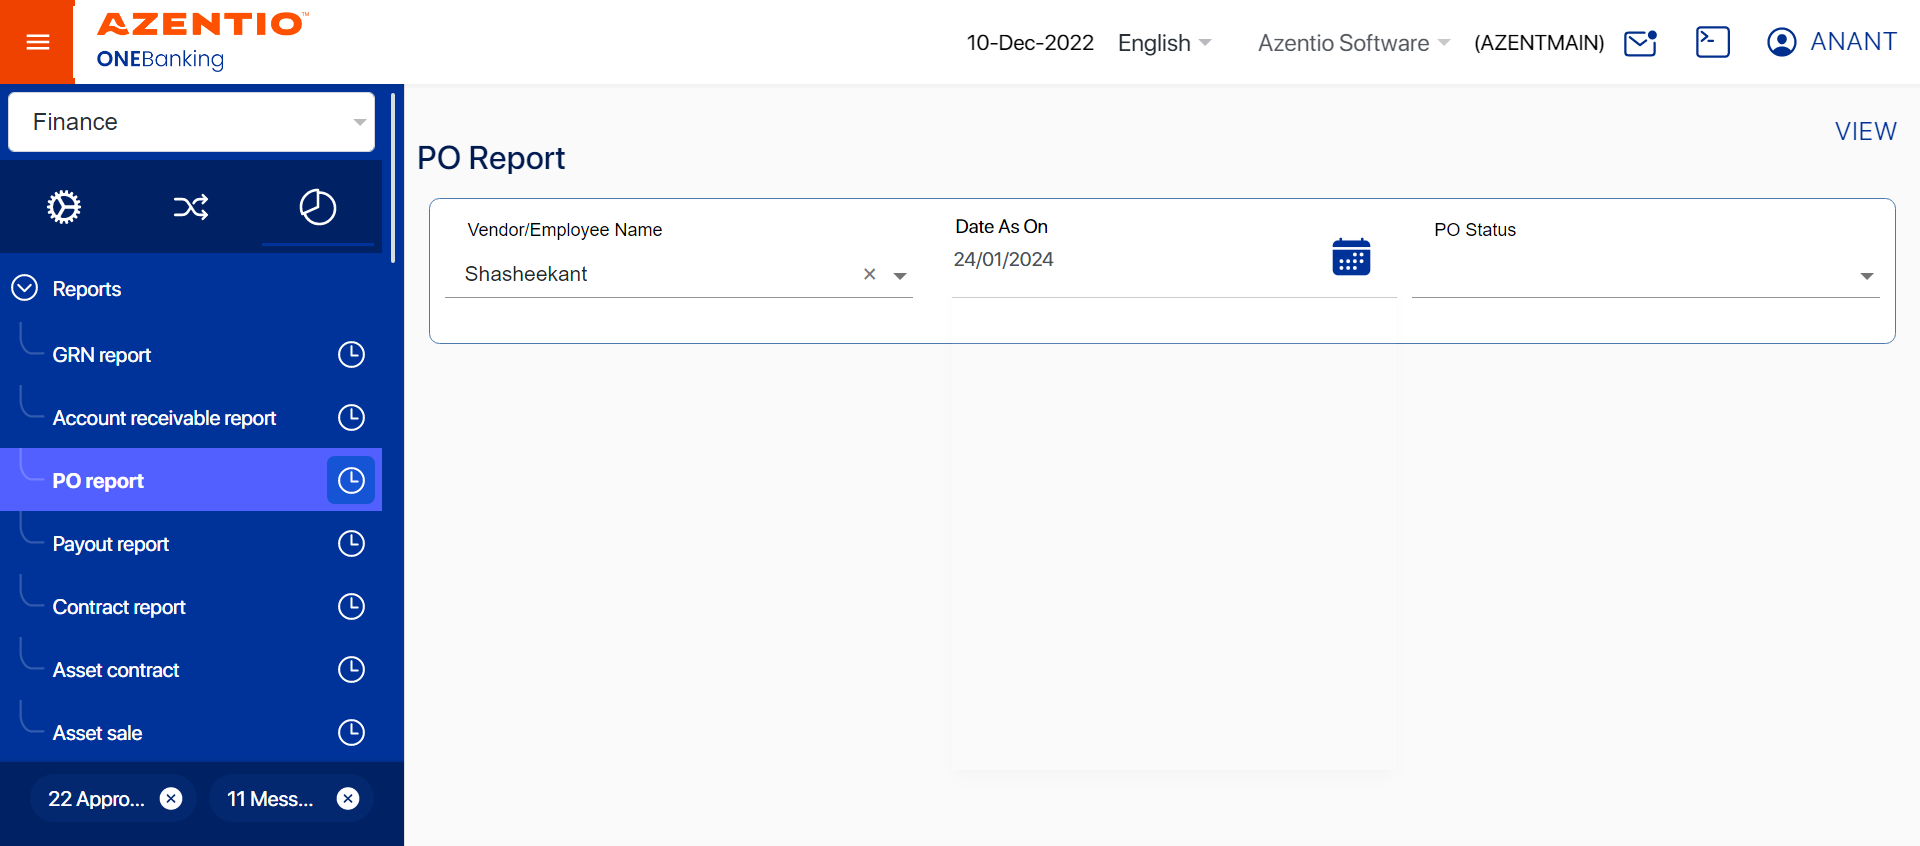 AZENTIO™
ONEBanking
10-Dec-2022 English Azentio Software (AZENTMAIN) ANANT
Finance
VIEW
PO Report
Vendor/Employee Name
Shasheekant
Date As On
24/01/2024
PO Status
Reports
GRN report
Account receivable report
PO report
Payout report
Contract report
Asset contract
Asset sale
22 Appro... 11 Mess...